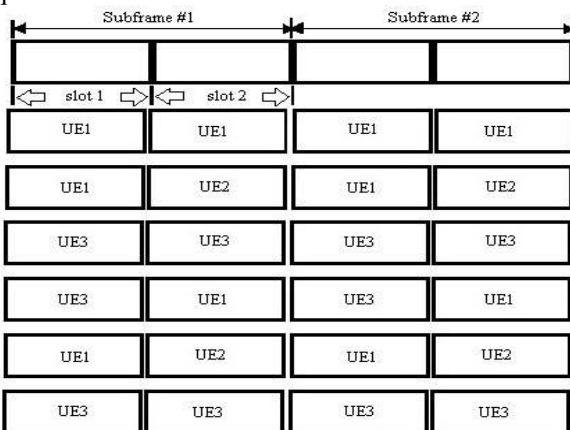 Subframe #1 Subframe #2
slot 1 slot 2
UE1 UE1 UE1 UE1
UE1 UE2 UE1 UE2
UE3 UE3 UE3 UE3
UE3 UE1 UE3 UE1
UE1 UE2 UE1 UE2
UE3 UE3 UE3 UE3